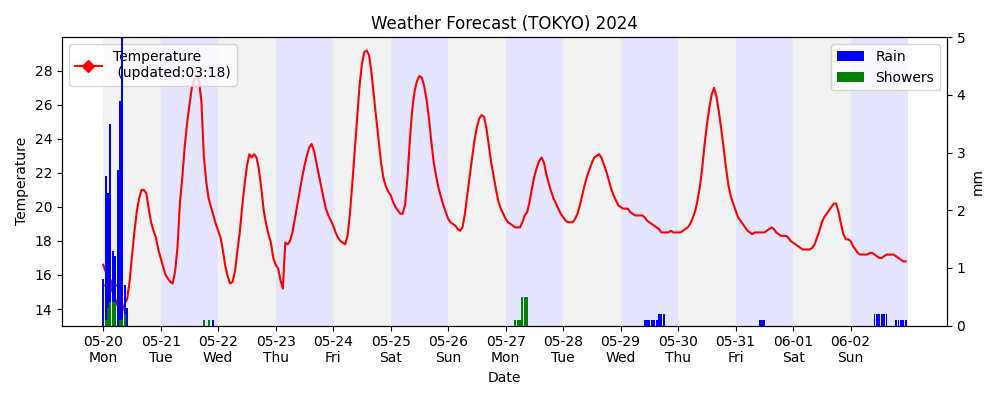 Weather Forecast (TOKYO) 2024
Temperature
(updated:03:18)
Rain
Showers
Temperature
28
26
24
22
20
18
16
14
5
4
3
2
1
0
mm
05-20 05-21 05-22 05-23 05-24 05-25 05-26 05-27 05-28 05-29 05-30 05-31 06-01 06-02
Mon Tue Wed Thu Fri Sat Sun Mon Tue Wed Thu Fri Sat Sun
Date